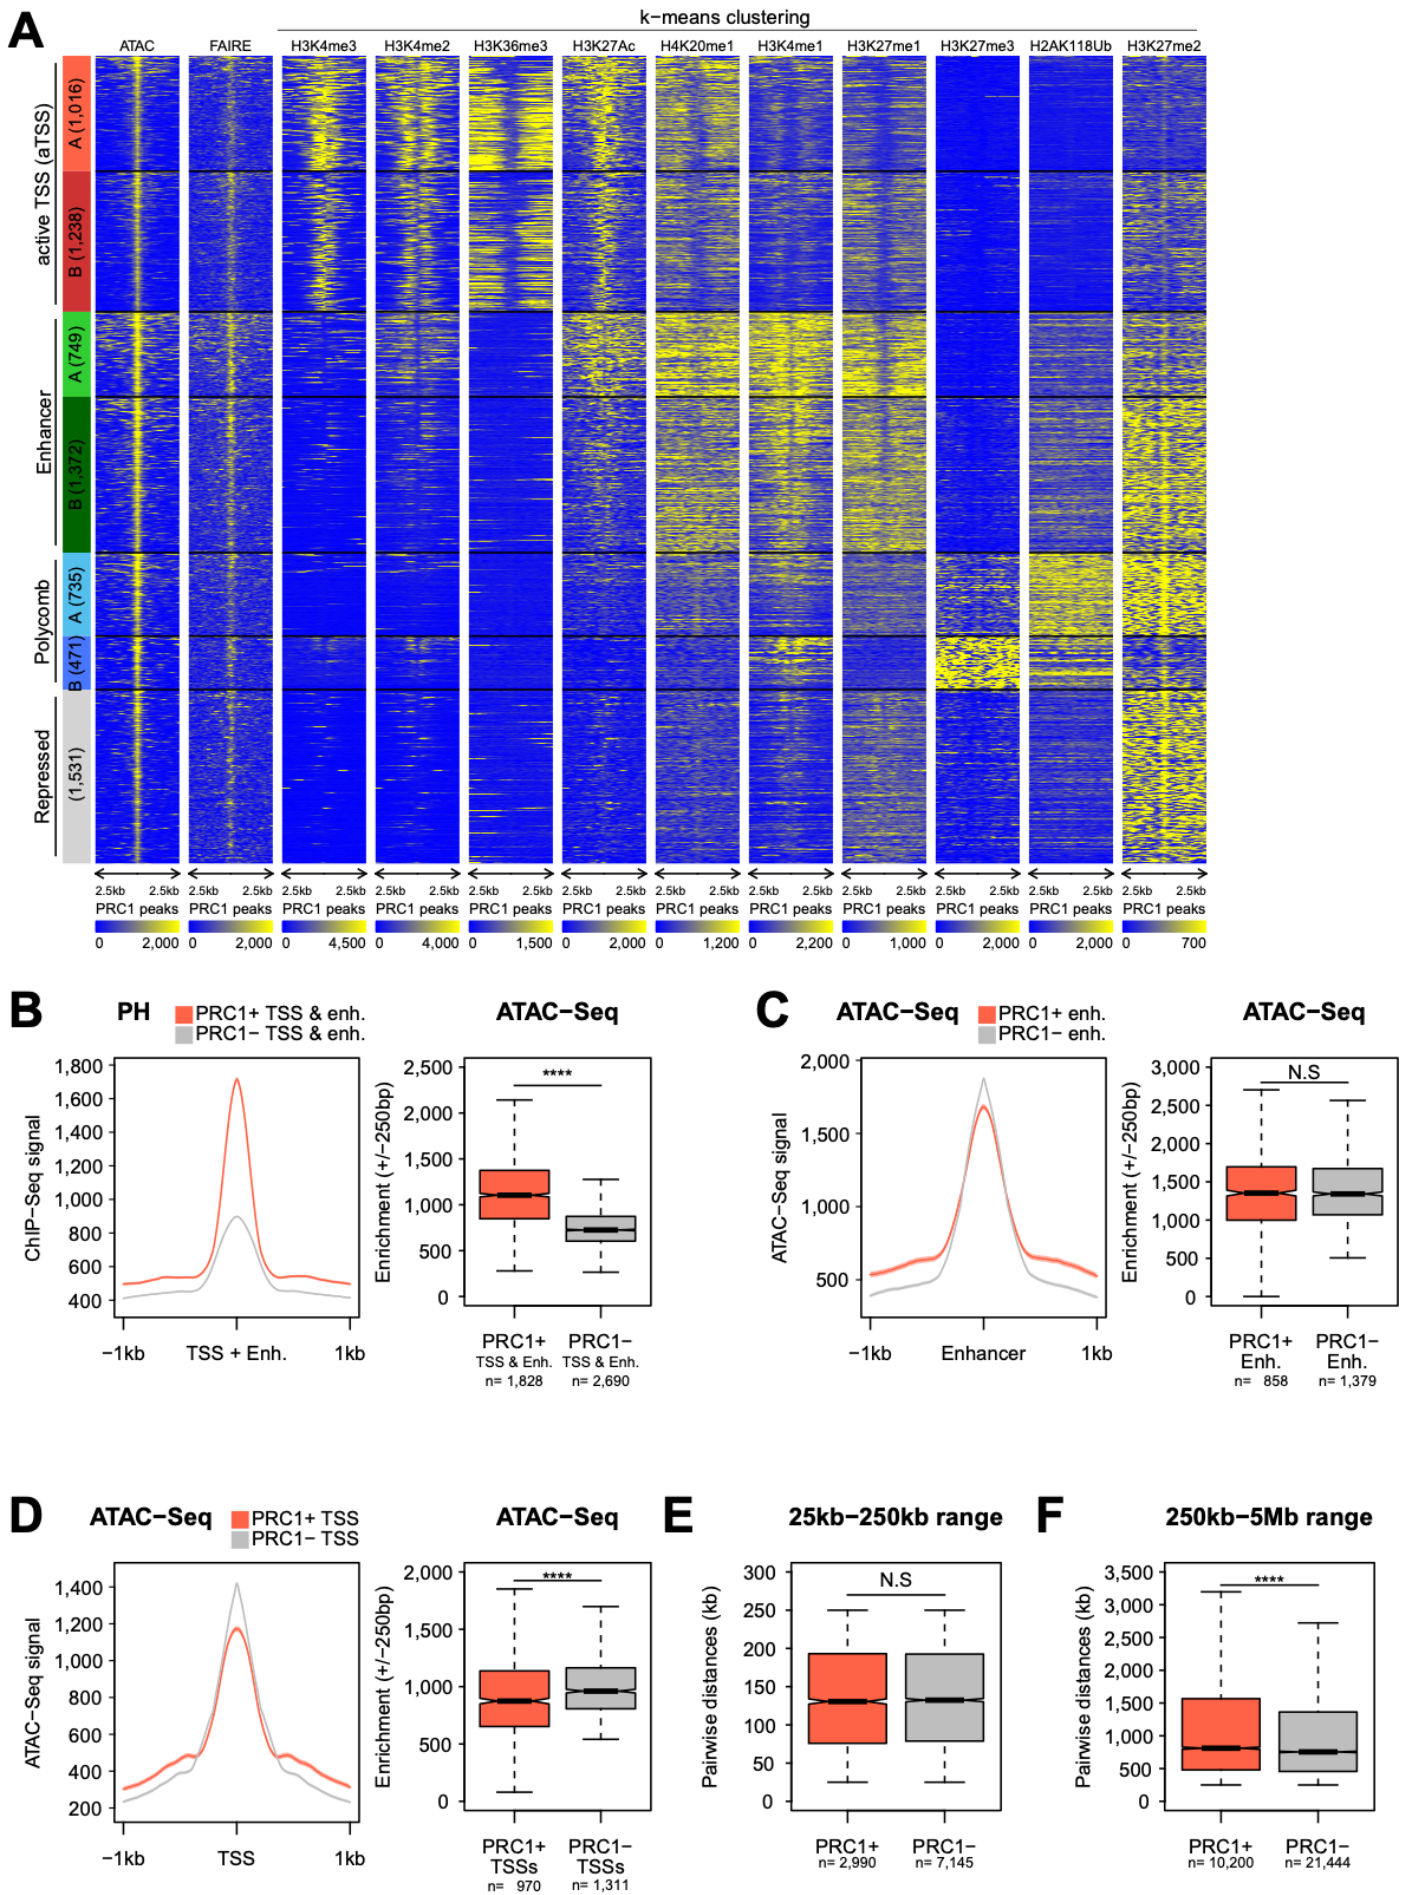 A
k−means clustering
ATAC FAIRE H3K4me3 H3K4me2 H3K36me3 H3K27Ac H4K20me1 H3K4me1 H3K27me1 H3K27me3 H2AK118Ub H3K27me2
active TSS (aTSS)
A (1,016)
B (1,238)
Enhancer
A (749)
B (1,372)
Polycomb
A (735)
B (471)
Repressed
(1,531)
2.5kb 2.5kb 2.5kb 2.5kb 2.5kb 2.5kb 2.5kb 2.5kb 2.5kb 2.5kb 2.5kb 2.5kb 2.5kb 2.5kb 2.5kb 2.5kb 2.5kb 2.5kb 2.5kb 2.5kb 2.5kb 2.5kb 2.5kb 2.5kb
PRC1 peaks PRC1 peaks PRC1 peaks PRC1 peaks PRC1 peaks PRC1 peaks PRC1 peaks PRC1 peaks PRC1 peaks PRC1 peaks PRC1 peaks PRC1 peaks
0 2,000 0 2,000 0 4,500 0 4,000 0 1,500 0 2,000 0 1,200 0 2,200 0 1,000 0 2,000 0 2,000 0 700
B
PH
PRC1+ TSS & enh.
PRC1− TSS & enh.
ChIP−Seq signal
1,800
1,600
1,400
1,200
1,000
800
600
400
−1kb TSS + Enh. 1kb
ATAC−Seq
Enrichment (+/−250bp)
2,500
2,000
1,500
1,000
500
0
****
PRC1+ PRC1−
TSS & Enh. TSS & Enh.
n= 1,828 n= 2,690
C
ATAC−Seq
PRC1+ enh.
PRC1− enh.
ATAC−Seq signal
2,000
1,500
1,000
500
−1kb Enhancer 1kb
ATAC−Seq
Enrichment (+/−250bp)
3,000
2,500
2,000
1,500
1,000
500
0
N.S
PRC1+ PRC1−
Enh. Enh.
n= 858 n= 1,379
D
ATAC−Seq
PRC1+ TSS
PRC1− TSS
ATAC−Seq signal
1,400
1,200
1,000
800
600
400
200
−1kb TSS 1kb
ATAC−Seq
Enrichment (+/−250bp)
2,000
1,500
1,000
500
0
****
PRC1+ PRC1−
TSSs TSSs
n= 970 n= 1,311
E
25kb−250kb range
Pairwise distances (kb)
300
250
200
150
100
50
0
N.S
PRC1+ PRC1−
n= 2,990 n= 7,145
F
250kb−5Mb range
Pairwise distances (kb)
3,500
3,000
2,500
2,000
1,500
1,000
500
0
****
PRC1+ PRC1−
n= 10,200 n= 21,444